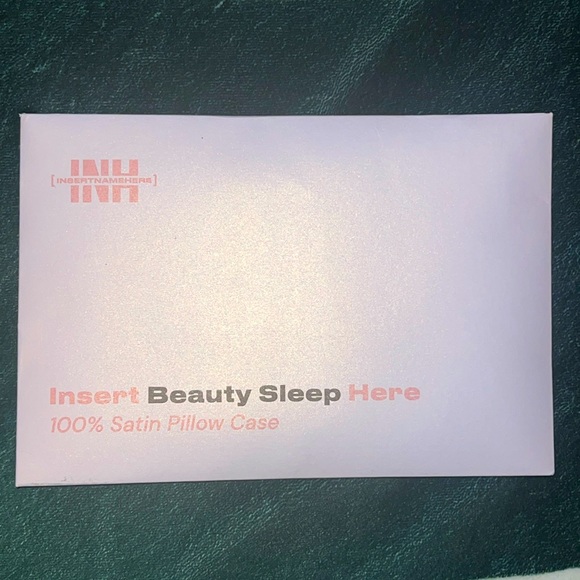 INH
[INSERTNAMEHERE]
Insert Beauty Sleep Here
100% Satin Pillow Case